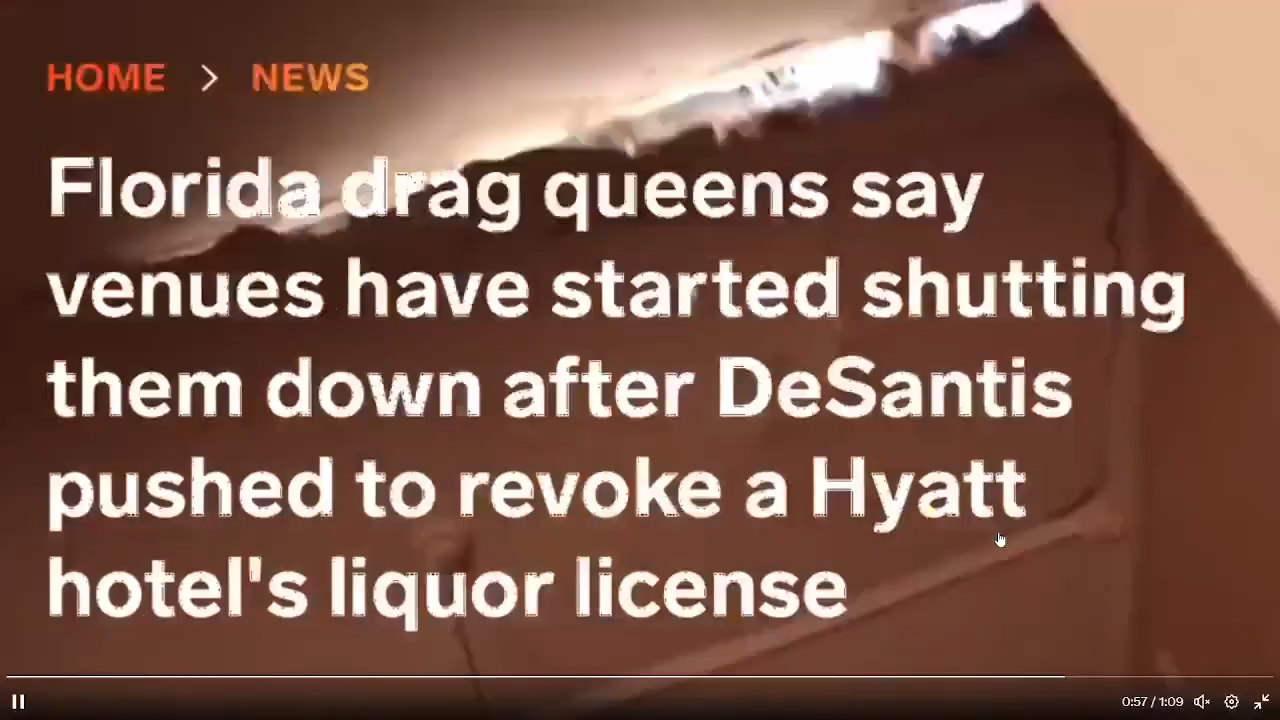 HOME > NEWS
Florida drag queens say
venues have started shutting
them down after DeSantis
pushed to revoke a Hyatt
hotel's liquor license
0:57 / 1:09